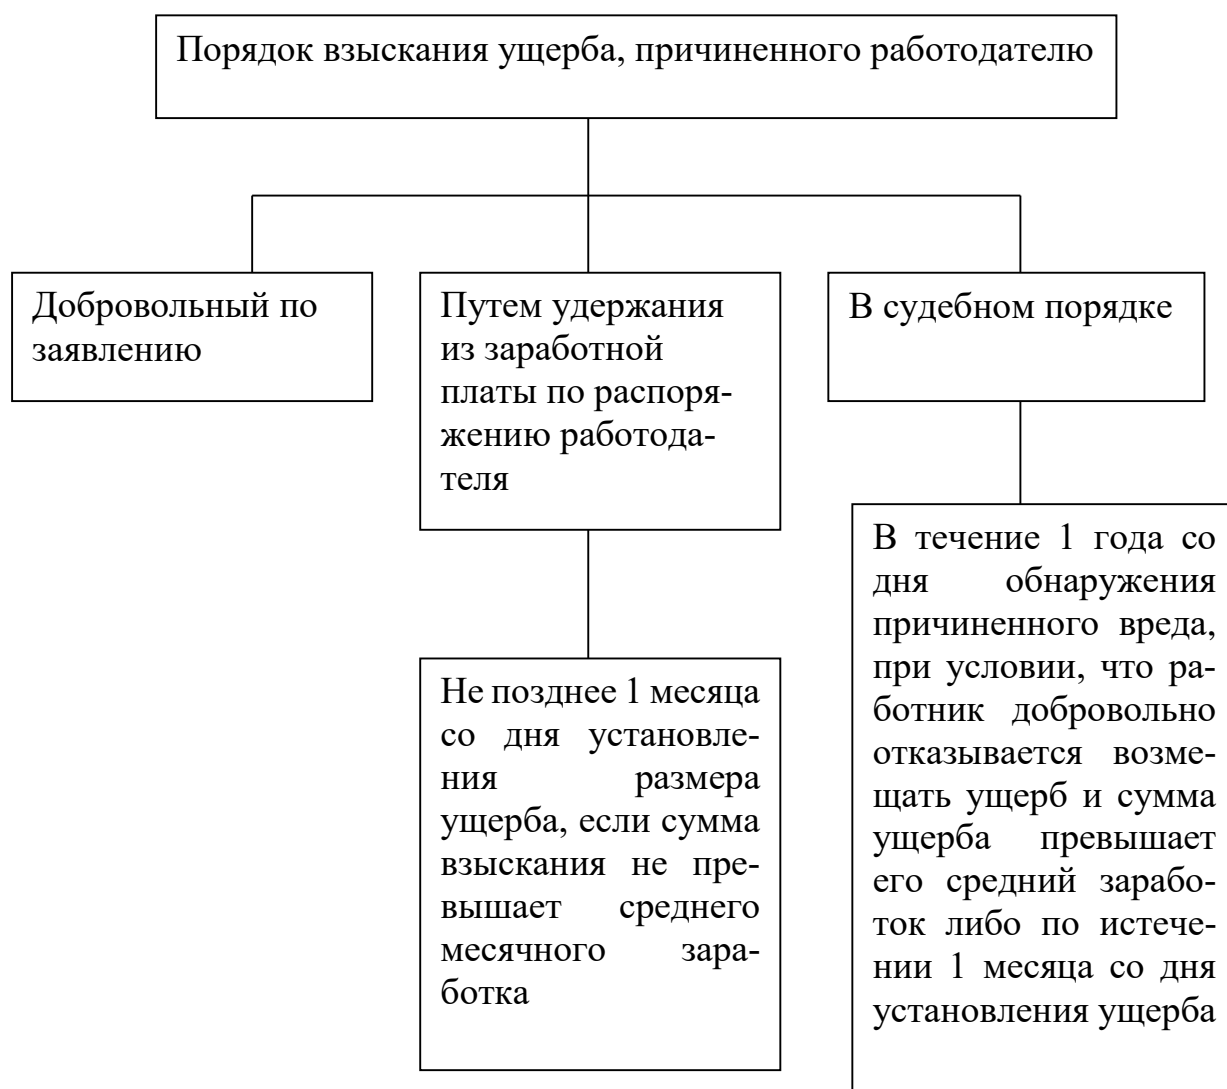 Порядок взыскания ущерба, причиненного работодателю
Добровольный по
заявлению
Путем удержания
из заработной
платы по распоря-
жению работода-
теля
В судебном порядке
Не позднее 1 месяца
со дня установле-
ния размера
ущерба, если сумма
взыскания не пре-
вышает среднего
месячного зара-
ботка
В течение 1 года со
дня обнаружения
причиненного вреда,
при условии, что ра-
ботник добровольно
отказывается возме-
щать ущерб и сумма
ущерба превышает
его средний зарабо-
ток либо по истече-
нии 1 месяца со дня
установления ущерба